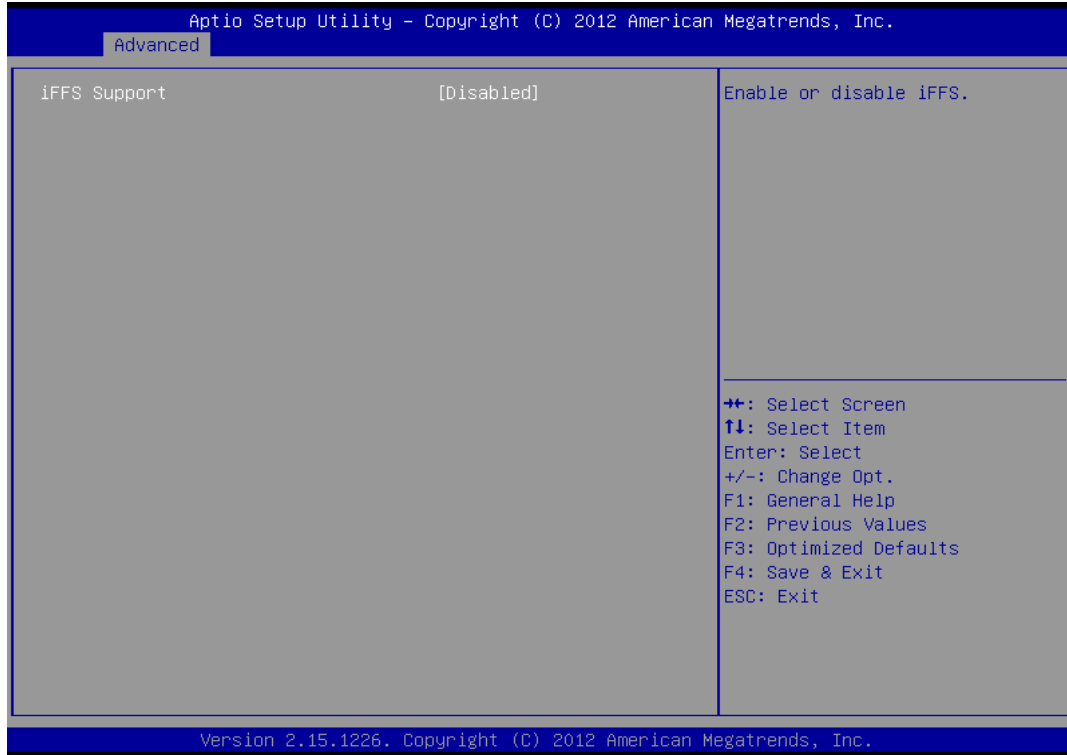 Aptio Setup Utility – Copyright (C) 2012 American Megatrends, Inc.
Advanced
iFFS Support [Disabled]
Enable or disable iFFS.
→←: Select Screen
↑↓: Select Item
Enter: Select
+/-: Change Opt.
F1: General Help
F2: Previous Values
F3: Optimized Defaults
F4: Save & Exit
ESC: Exit
Version 2.15.1226. Copyright (C) 2012 American Megatrends, Inc.